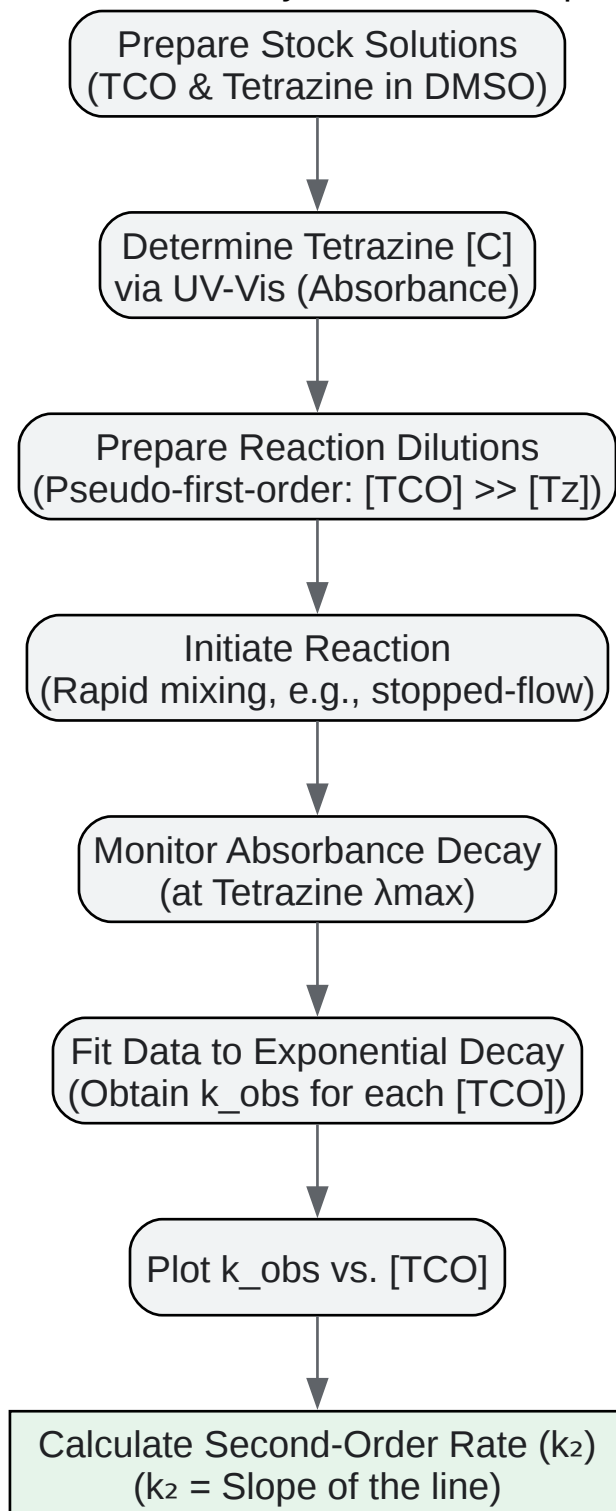 Prepare Stock Solutions
(TCO & Tetrazine in DMSO)
Determine Tetrazine [C]
via UV-Vis (Absorbance)
Prepare Reaction Dilutions
(Pseudo-first-order: [TCO] >> [Tz])
Initiate Reaction
(Rapid mixing, e.g., stopped-flow)
Monitor Absorbance Decay
(at Tetrazine λmax)
Fit Data to Exponential Decay
(Obtain k_obs for each [TCO])
Plot k_obs vs. [TCO]
Calculate Second-Order Rate (k₂)
(k₂ = Slope of the line)